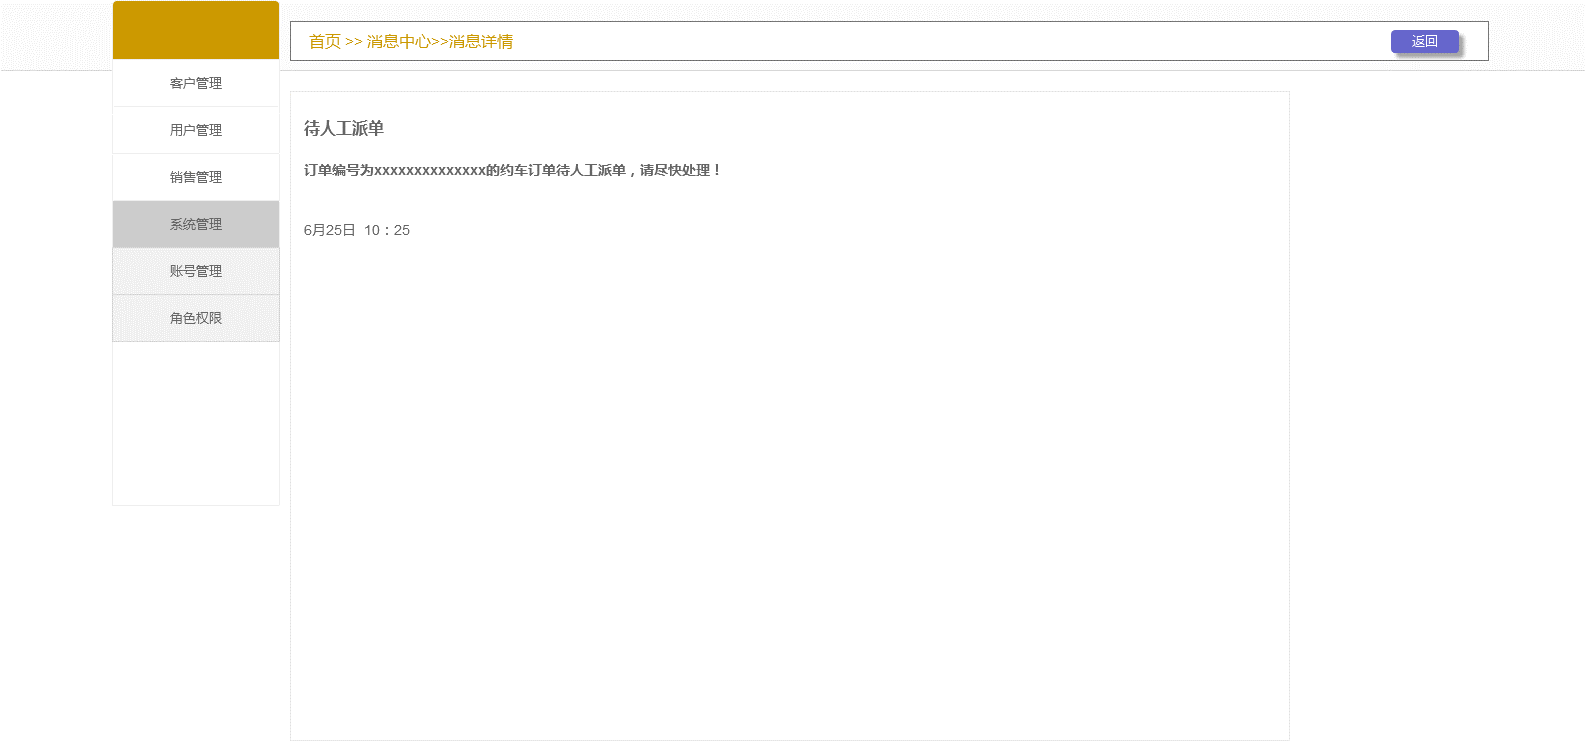 首页 >> 消息中心>>消息详情
返回
客户管理
用户管理
销售管理
系统管理
账号管理
角色权限
待人工派单
订单编号为xxxxxxxxxxxxxx的约车订单待人工派单，请尽快处理！
6月25日  10：25